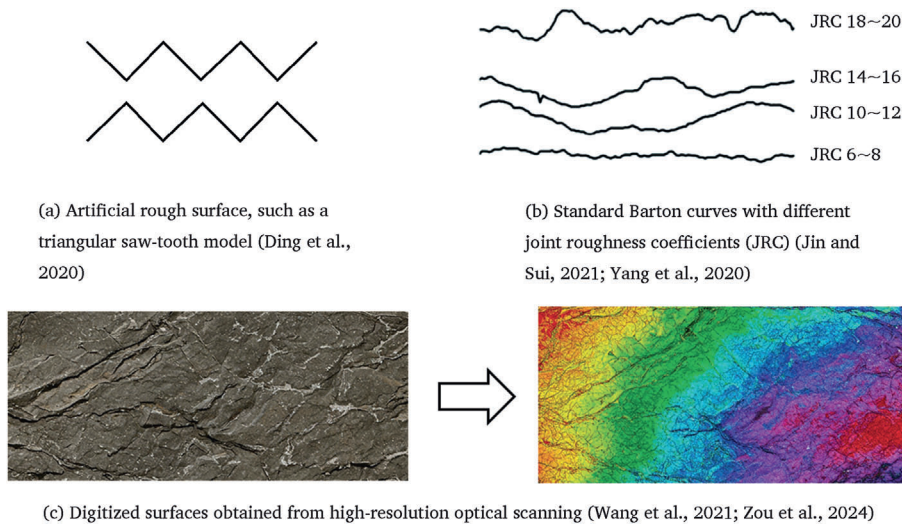 JRC 18~20
JRC 14~16
JRC 10~12
JRC 6~8
(a) Artificial rough surface, such as a
triangular saw-tooth model (Ding et al.,
2020)
(b) Standard Barton curves with different
joint roughness coefficients (JRC) (Jin and
Sui, 2021; Yang et al., 2020)
(c) Digitized surfaces obtained from high-resolution optical scanning (Wang et al., 2021; Zou et al., 2024)